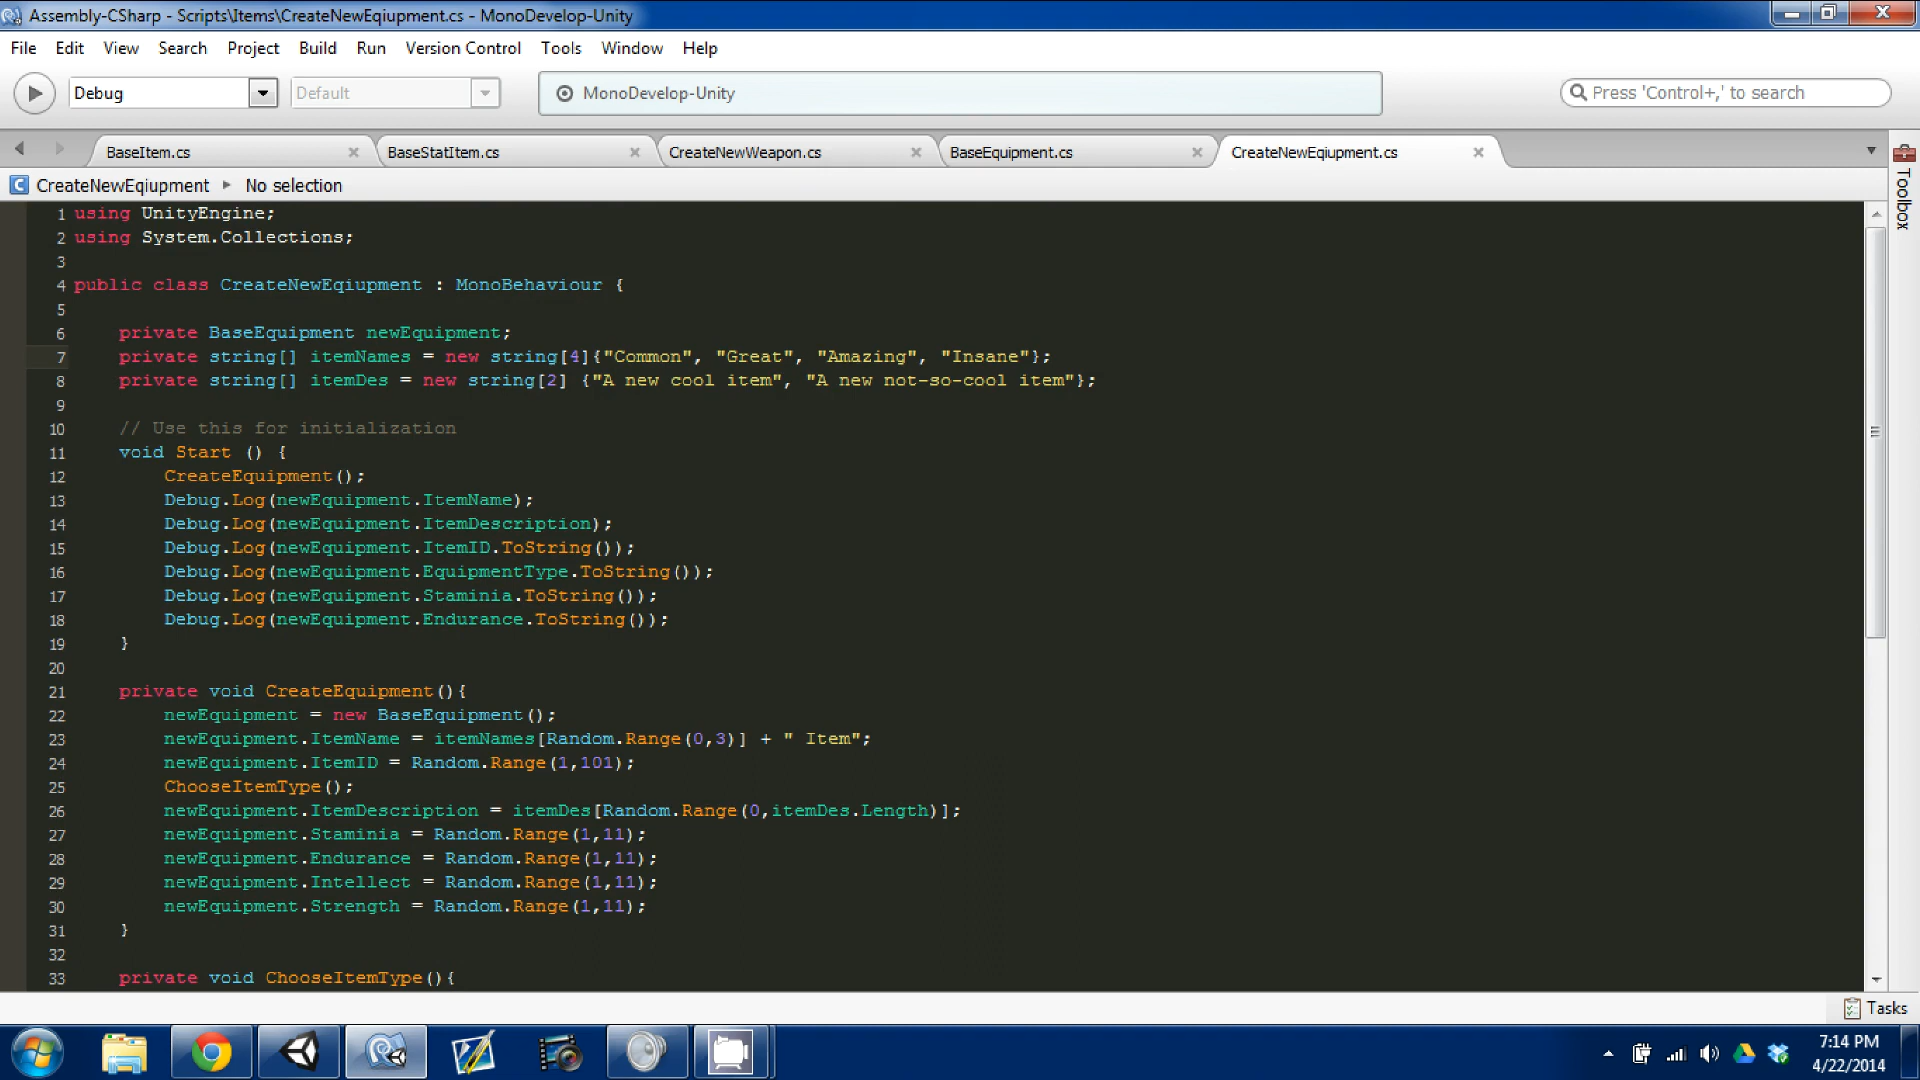 Assembly-CSharp - Scripts\Items\CreateNewEqiupment.cs - MonoDevelop-Unity
File Edit View Search Project Build Run Version Control Tools Window Help
Debug Default MonoDevelop-Unity Press 'Control+,' to search
BaseItem.cs BaseStatItem.cs CreateNewWeapon.cs BaseEquipment.cs CreateNewEqiupment.cs
Toolbox
CreateNewEqiupment No selection
1 using UnityEngine;
2 using System.Collections;
3
4 public class CreateNewEqiupment : MonoBehaviour {
5
6 private BaseEquipment newEquipment;
7 private string[] itemNames = new string[4]{"Common", "Great", "Amazing", "Insane"};
8 private string[] itemDes = new string[2] {"A new cool item", "A new not-so-cool item"};
9
10 // Use this for initialization
11 void Start () {
12 CreateEquipment();
13 Debug.Log(newEquipment.ItemName);
14 Debug.Log(newEquipment.ItemDescription);
15 Debug.Log(newEquipment.ItemID.ToString());
16 Debug.Log(newEquipment.EquipmentType.ToString());
17 Debug.Log(newEquipment.Staminia.ToString());
18 Debug.Log(newEquipment.Endurance.ToString());
19 }
20
21 private void CreateEquipment(){
22 newEquipment = new BaseEquipment();
23 newEquipment.ItemName = itemNames[Random.Range(0,3)] + " Item";
24 newEquipment.ItemID = Random.Range(1,101);
25 ChooseItemType();
26 newEquipment.ItemDescription = itemDes[Random.Range(0,itemDes.Length)];
27 newEquipment.Staminia = Random.Range(1,11);
28 newEquipment.Endurance = Random.Range(1,11);
29 newEquipment.Intellect = Random.Range(1,11);
30 newEquipment.Strength = Random.Range(1,11);
31 }
32
33 private void ChooseItemType(){
Tasks
7:14 PM
4/22/2014